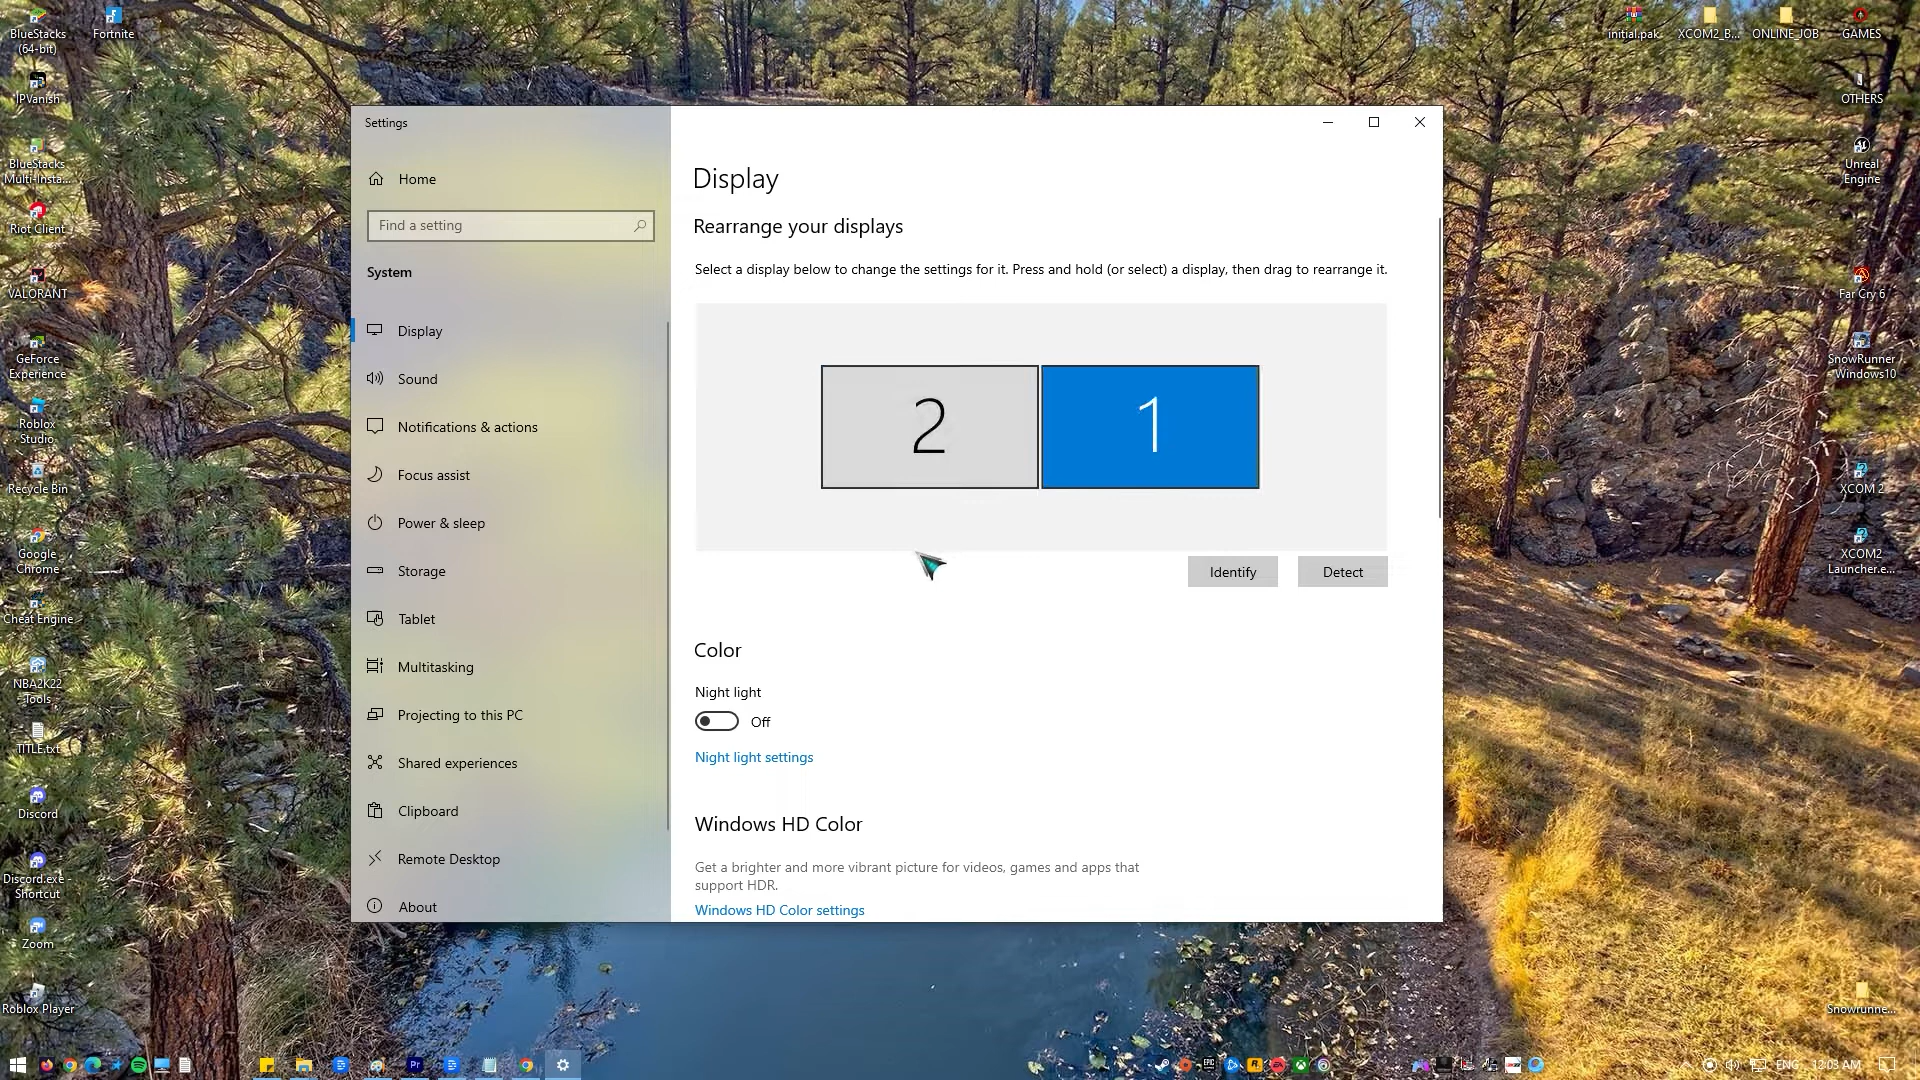 BlueStacks
(64-bit)
Fortnite
IPVanish
BlueStacks
Multi-Insta...
Riot Client
VALORANT
GeForce
Experience
Roblox
Studio
Recycle Bin
Google
Chrome
Cheat Engine
NBA2K22
Tools
TITLE.txt
Discord
Discord.exe -
Shortcut
Zoom
Roblox Player
Settings
Home
Find a setting
System
Display
Sound
Notifications & actions
Focus assist
Power & sleep
Storage
Tablet
Multitasking
Projecting to this PC
Shared experiences
Clipboard
Remote Desktop
About
Display
Rearrange your displays
Select a display below to change the settings for it. Press and hold (or select) a display, then drag to rearrange it.
2
1
Identify
Detect
Color
Night light
Off
Night light settings
Windows HD Color
Get a brighter and more vibrant picture for videos, games and apps that
support HDR.
Windows HD Color settings
initial.pak
XCOM2_B...
ONLINE_JOB
GAMES
OTHERS
Unreal
Engine
Far Cry 6
SnowRunner
- Windows10
XCOM 2
XCOM2
Launcher.e...
Snowrunne...
Pr
EPIC
ENG
12:03 AM